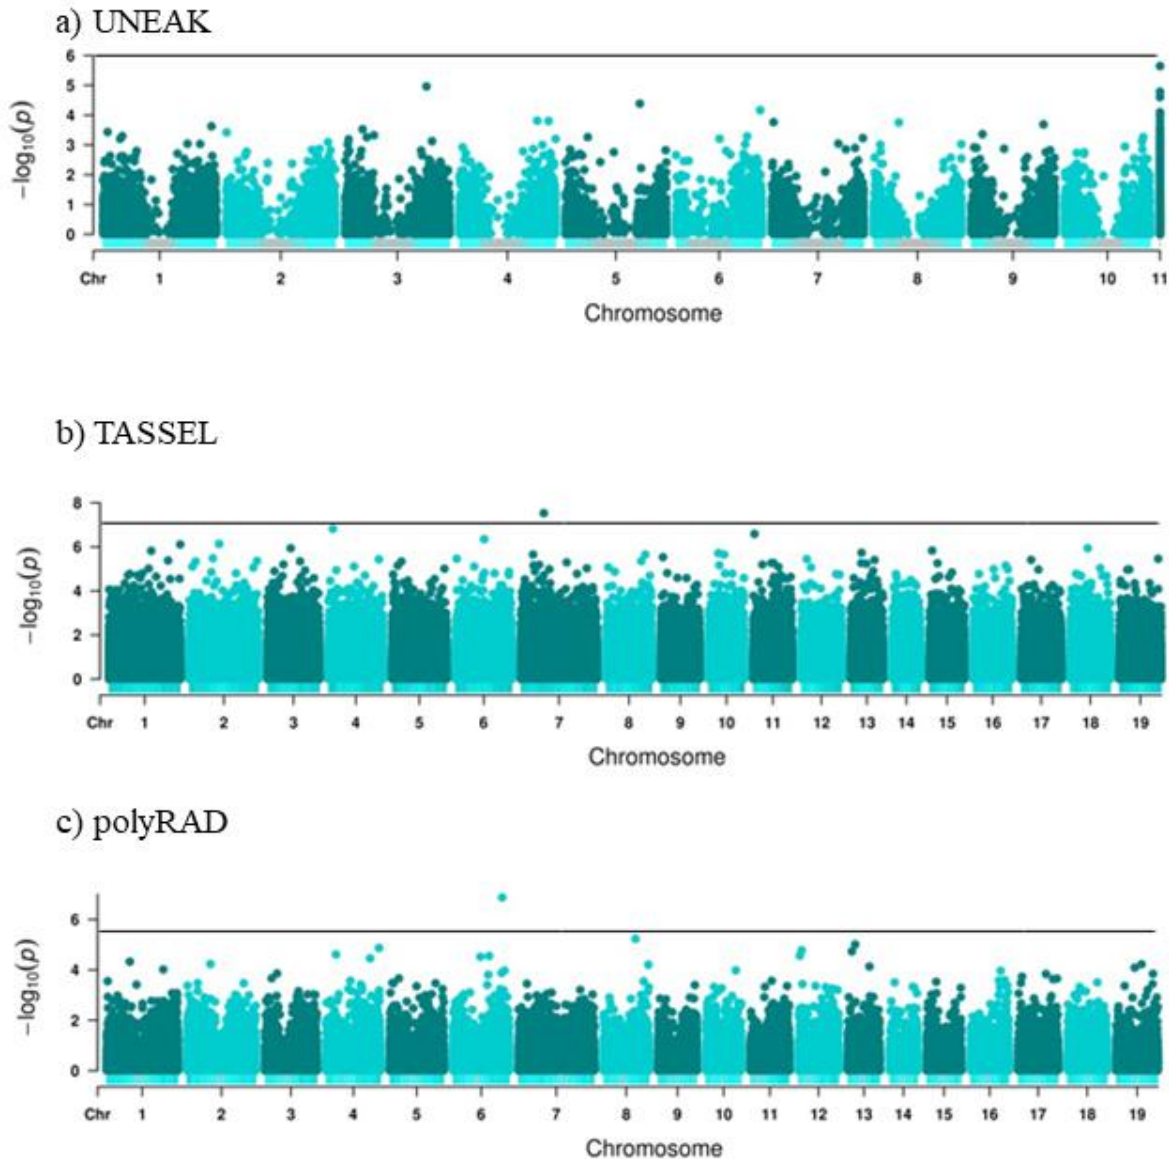 a) UNEAK
6
5
4
3
2
1
0
−log10(p)
Chr 1 2 3 4 5 6 7 8 9 10 11
Chromosome
b) TASSEL
8
6
4
2
0
−log10(p)
Chr 1 2 3 4 5 6 7 8 9 10 11 12 13 14 15 16 17 18 19
Chromosome
c) polyRAD
6
4
2
0
−log10(p)
Chr 1 2 3 4 5 6 7 8 9 10 11 12 13 14 15 16 17 18 19
Chromosome